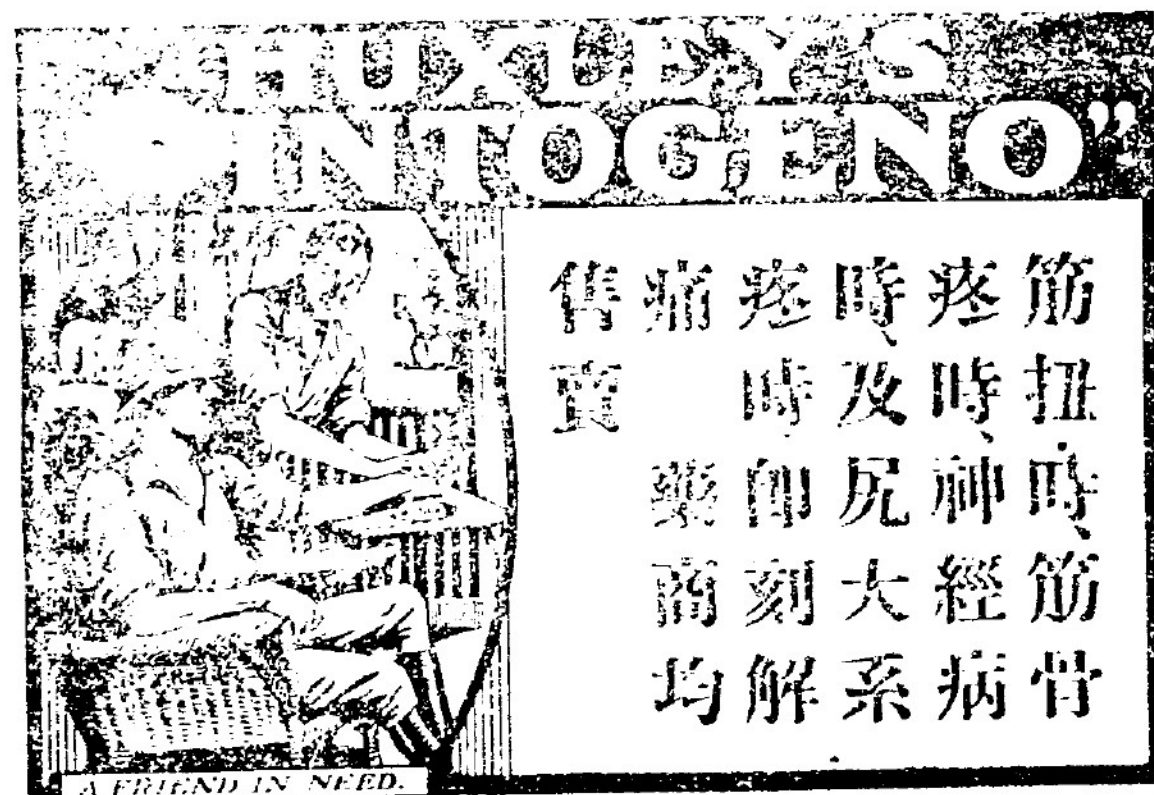 HUXLEY'S
INTOGENO”
筋扭時、筋骨
疼時、神經病
時、及尻大系
疼時即刻解
痛 藥商均
售賣
A FRIEND IN NEED.